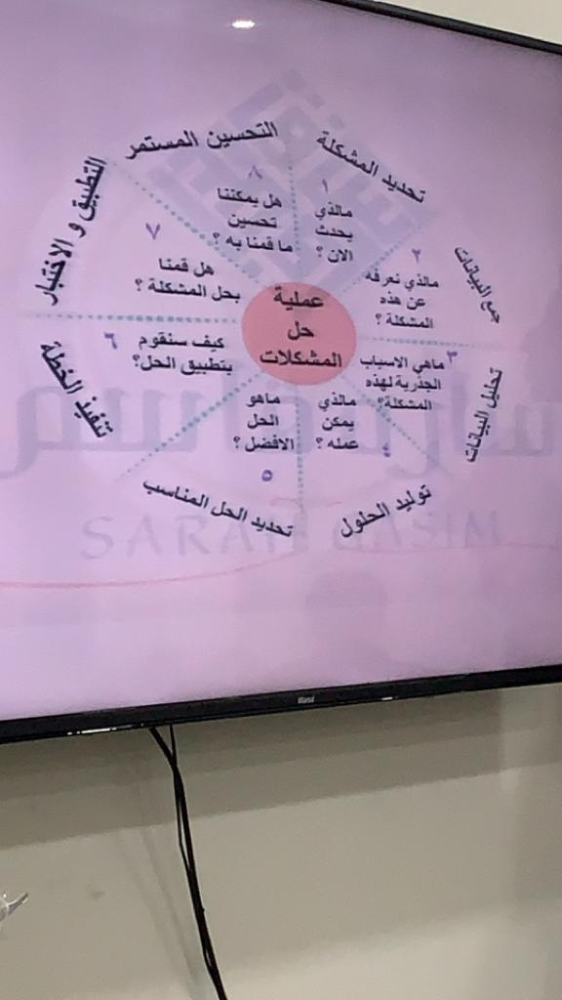 عملية
حل
المشكلات
تحديد المشكلة
١
مالذي
يحدث
الان ؟
جمع البيانات
٢
مالذي نعرفه
عن هذه
المشكلة ؟
تحليل البيانات
٣
ماهي الاسباب
الجذرية لهذه
المشكلة؟
توليد الحلول
٤
مالذي
يمكن
عمله ؟
تحديد الحل المناسب
٥
ماهو
الحل
الافضل ؟
تنفيذ الخطة
٦
كيف سنقوم
بتطبيق الحل؟
التطبيق و الاختبار
٧
هل قمنا
بحل المشكلة ؟
التحسين المستمر
٨
هل يمكننا
تحسين
ما قمنا به ؟
سارة قاسم
SARAH QASIM